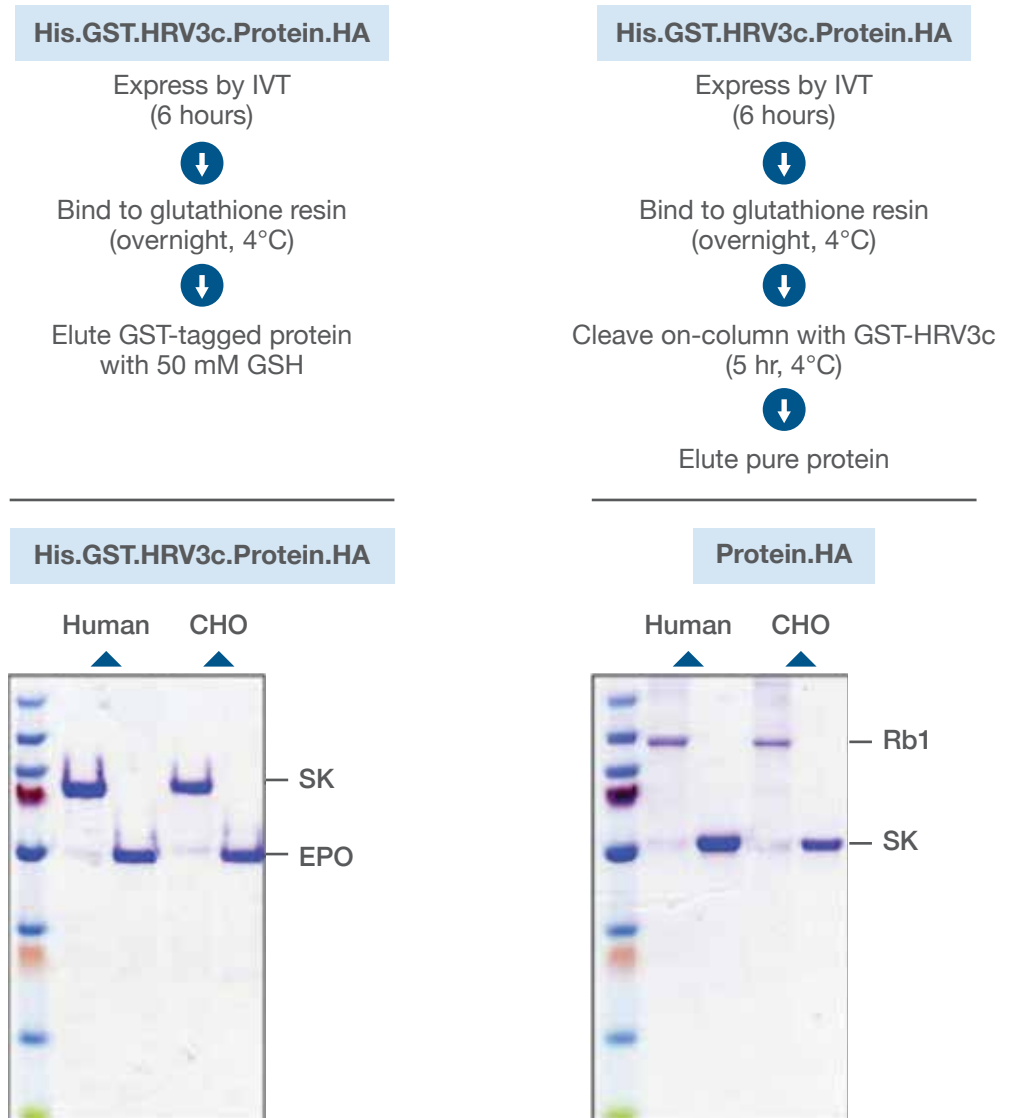 His.GST.HRV3c.Protein.HA
Express by IVT
(6 hours)
Bind to glutathione resin
(overnight, 4°C)
Elute GST-tagged protein
with 50 mM GSH
His.GST.HRV3c.Protein.HA
Express by IVT
(6 hours)
Bind to glutathione resin
(overnight, 4°C)
Cleave on-column with GST-HRV3c
(5 hr, 4°C)
Elute pure protein
His.GST.HRV3c.Protein.HA
Human CHO
SK
EPO
Protein.HA
Human CHO
Rb1
SK